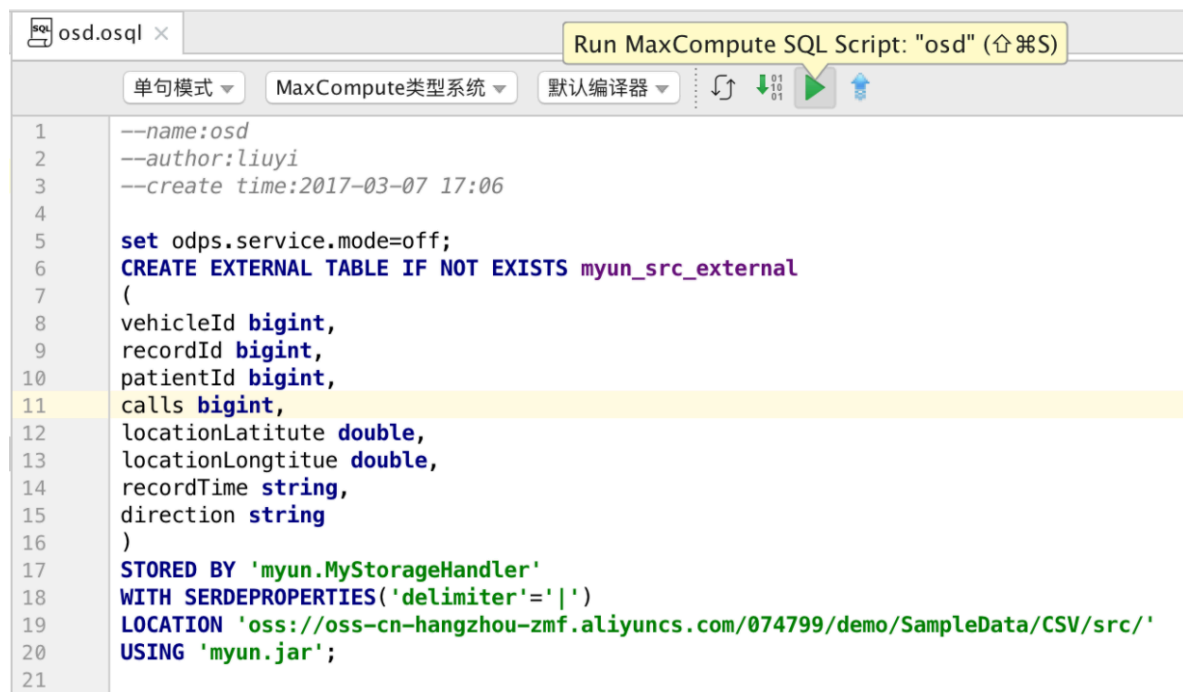 SQL osd.osql ×
Run MaxCompute SQL Script: "osd" (⇧⌘S)
单句模式 MaxCompute类型系统 默认编译器
1 --name:osd
2 --author:liuyi
3 --create time:2017-03-07 17:06
4
5 set odps.service.mode=off;
6 CREATE EXTERNAL TABLE IF NOT EXISTS myun_src_external
7 (
8 vehicleId bigint,
9 recordId bigint,
10 patientId bigint,
11 calls bigint,
12 locationLatitute double,
13 locationLongtitue double,
14 recordTime string,
15 direction string
16 )
17 STORED BY 'myun.MyStorageHandler'
18 WITH SERDEPROPERTIES('delimiter'='|')
19 LOCATION 'oss://oss-cn-hangzhou-zmf.aliyuncs.com/074799/demo/SampleData/CSV/src/'
20 USING 'myun.jar';
21